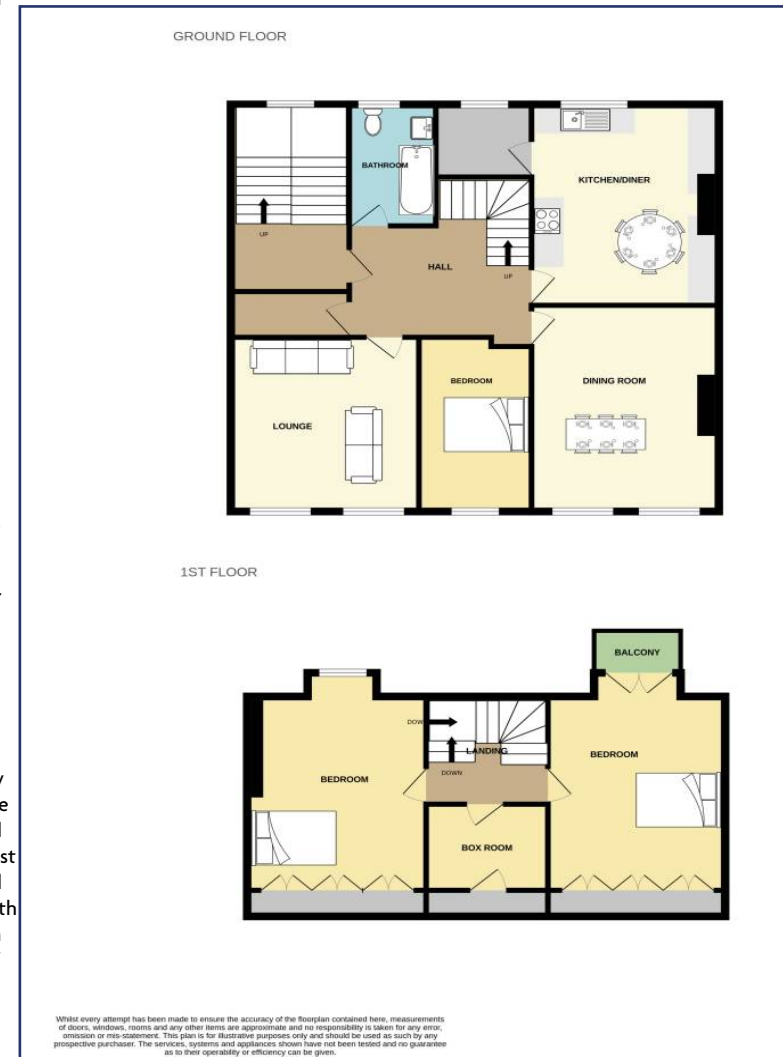 GROUND FLOOR
BATHROOM
KITCHEN/DINER
UP
HALL
UP
BEDROOM
DINING ROOM
LOUNGE
1ST FLOOR
BALCONY
DOWN
LANDING
BEDROOM
DOWN
BEDROOM
BOX ROOM
st
th
Whilst every attempt has been made to ensure the accuracy of the floorplan contained here, measurements
of doors, windows, rooms and any other items are approximate and no responsibility is taken for any error,
omission or mis-statement. This plan is for illustrative purposes only and should be used as such by any
prospective purchaser. The services, systems and appliances shown have not been tested and no guarantee
as to their operability or efficiency can be given.